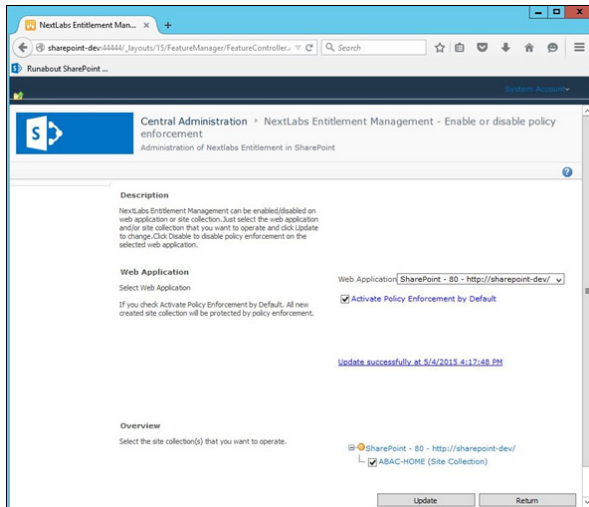 NextLabs Entitlement Man...
sharepoint-dev:44444/_layouts/15/FeatureManager/FeatureController.
Search
Runabout SharePoint ...
System Account
S
Central Administration
NextLabs Entitlement Management - Enable or disable policy
enforcement
Administration of Nextlabs Entitlement in SharePoint
?
Description
NextLabs Entitlement Management can be enabled/disabled on
web application or site collection.Just select the web application
and/or site collection that you want to operate and click Update
to change.Click Disable to disable policy enforcement on the
selected web application.
Web Application
Select Web Application
If you check Activate Policy Enforcement by Default. All new
created site collection will be protected by policy enforcement.
Web Application SharePoint - 80 - http://sharepoint-dev/
Activate Policy Enforcement by Default
Update successfully at 5/4/2015 4:17:48 PM
Overview
Select the site collection(s) that you want to operate.
SharePoint - 80 - http://sharepoint-dev/
ABAC-HOME (Site Collection)
Update
Return